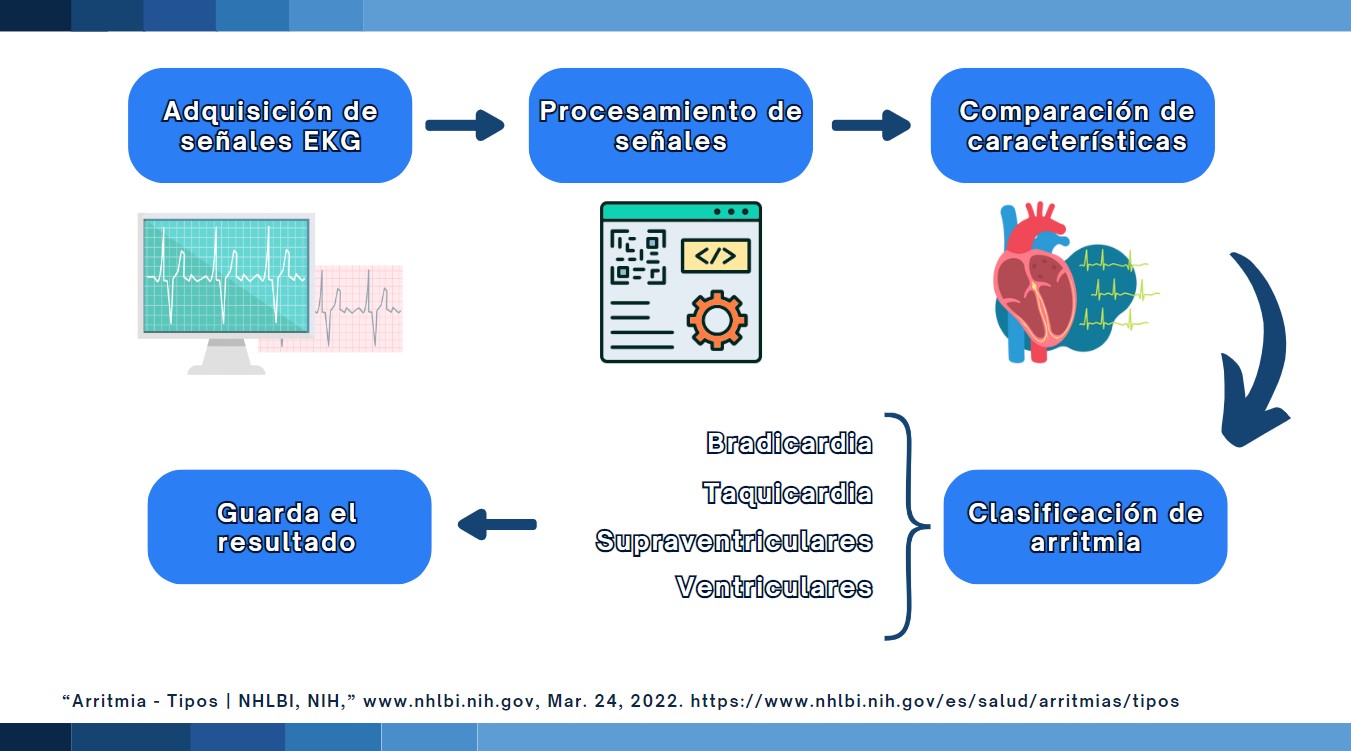 Adquisición de
señales EKG
Procesamiento de
señales
Comparación de
características
</>
Bradicardia
Taquicardia
Supraventriculares
Ventriculares
Clasificación de
arritmia
Guarda el
resultado
“Arritmia - Tipos | NHLBI, NIH,” www.nhlbi.nih.gov, Mar. 24, 2022. https://www.nhlbi.nih.gov/es/salud/arritmias/tipos